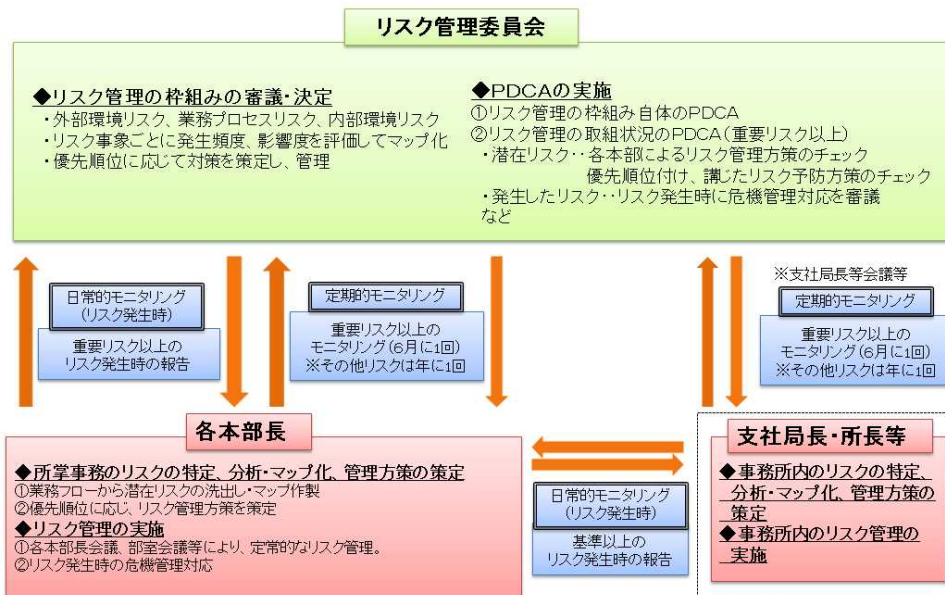 リスク管理委員会
◆リスク管理の枠組みの審議・決定
・外部環境リスク、業務プロセスリスク、内部環境リスク
・リスク事象ごとに発生頻度、影響度を評価してマップ化
・優先順位に応じて対策を策定し、管理
◆PDCAの実施
①リスク管理の枠組み自体のPDCA
②リスク管理の取組状況のPDCA（重要リスク以上）
・潜在リスク‥各本部によるリスク管理方策のチェック
優先順位付け、講じたリスク予防方策のチェック
・発生したリスク‥リスク発生時に危機管理対応を審議
など
日常的モニタリング
（リスク発生時）
重要リスク以上の
リスク発生時の報告
定期的モニタリング
重要リスク以上の
モニタリング（6月に1回）
※その他リスクは年に1回
※支社局長等会議等
定期的モニタリング
重要リスク以上の
モニタリング（6月に1回）
※その他リスクは年に1回
各本部長
◆所掌事務のリスクの特定、分析・マップ化、管理方策の策定
①業務フローから潜在リスクの洗出し・マップ作製
②優先順位に応じ、リスク管理方策を策定
◆リスク管理の実施
①各本部長会議、部室会議等により、定常的なリスク管理。
②リスク発生時の危機管理対応
日常的モニタリング
（リスク発生時）
基準以上の
リスク発生時の報告
支社局長・所長等
◆事務所内のリスクの特定、
分析・マップ化、管理方策の
策定
◆事務所内のリスク管理の
実施